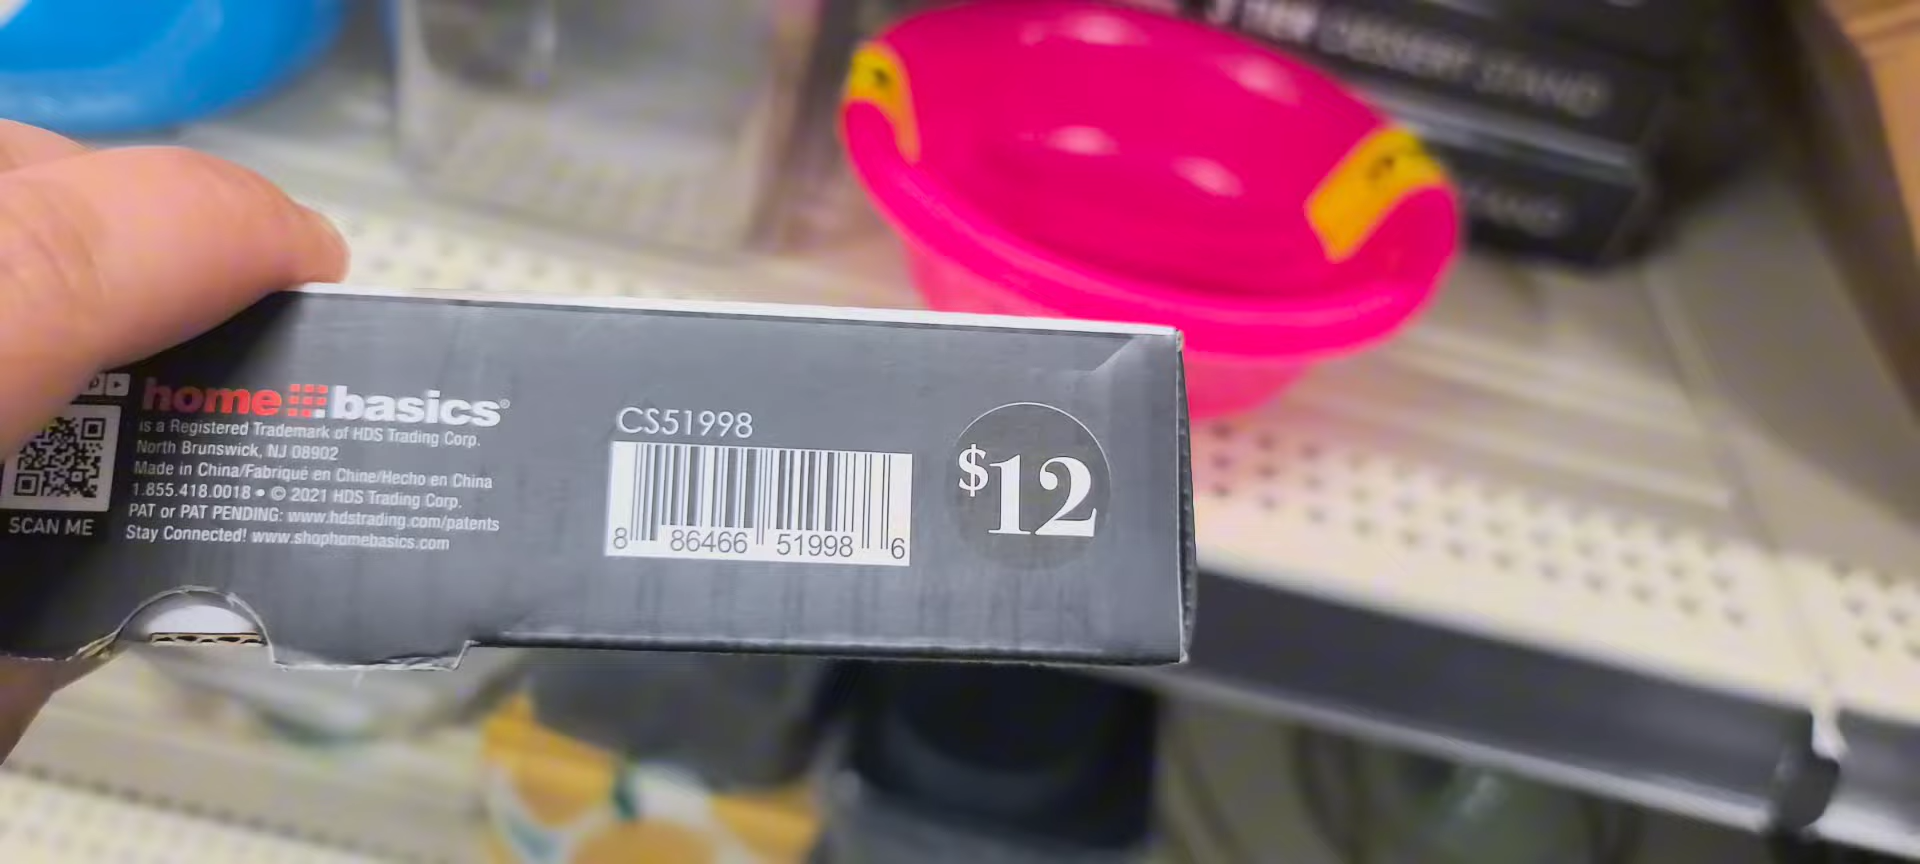 TIER DESSERT STAND
STAND
home basics®
is a Registered Trademark of HDS Trading Corp.
North Brunswick, NJ 08902
Made in China/Fabriqué en Chine/Hecho en China
1.855.418.0018 • © 2021 HDS Trading Corp.
PAT or PAT PENDING: www.hdstrading.com/patents
Stay Connected! www.shophomebasics.com
SCAN ME
CS51998
8 86466 51998 6
$12